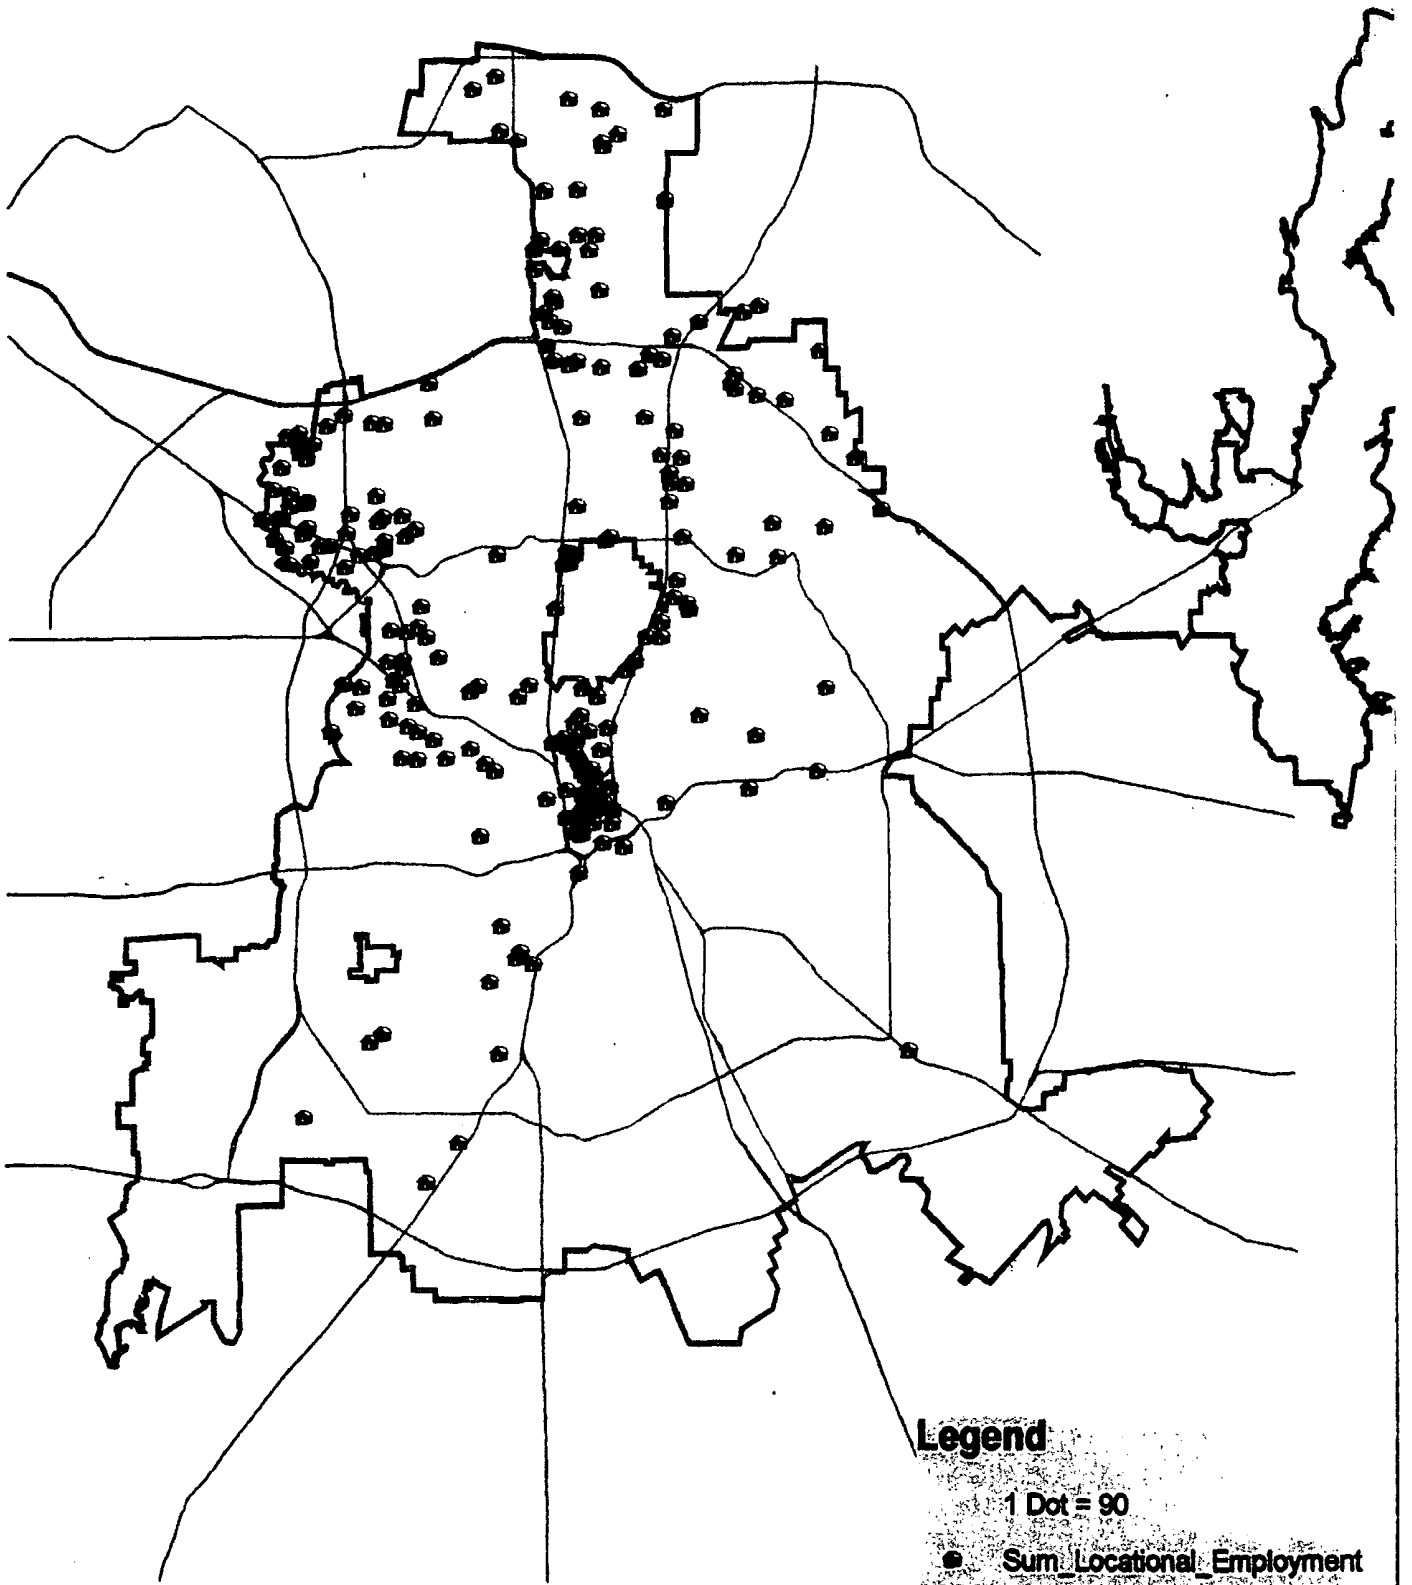 Legend
1 Dot = 90
Sum_Locational_Employment